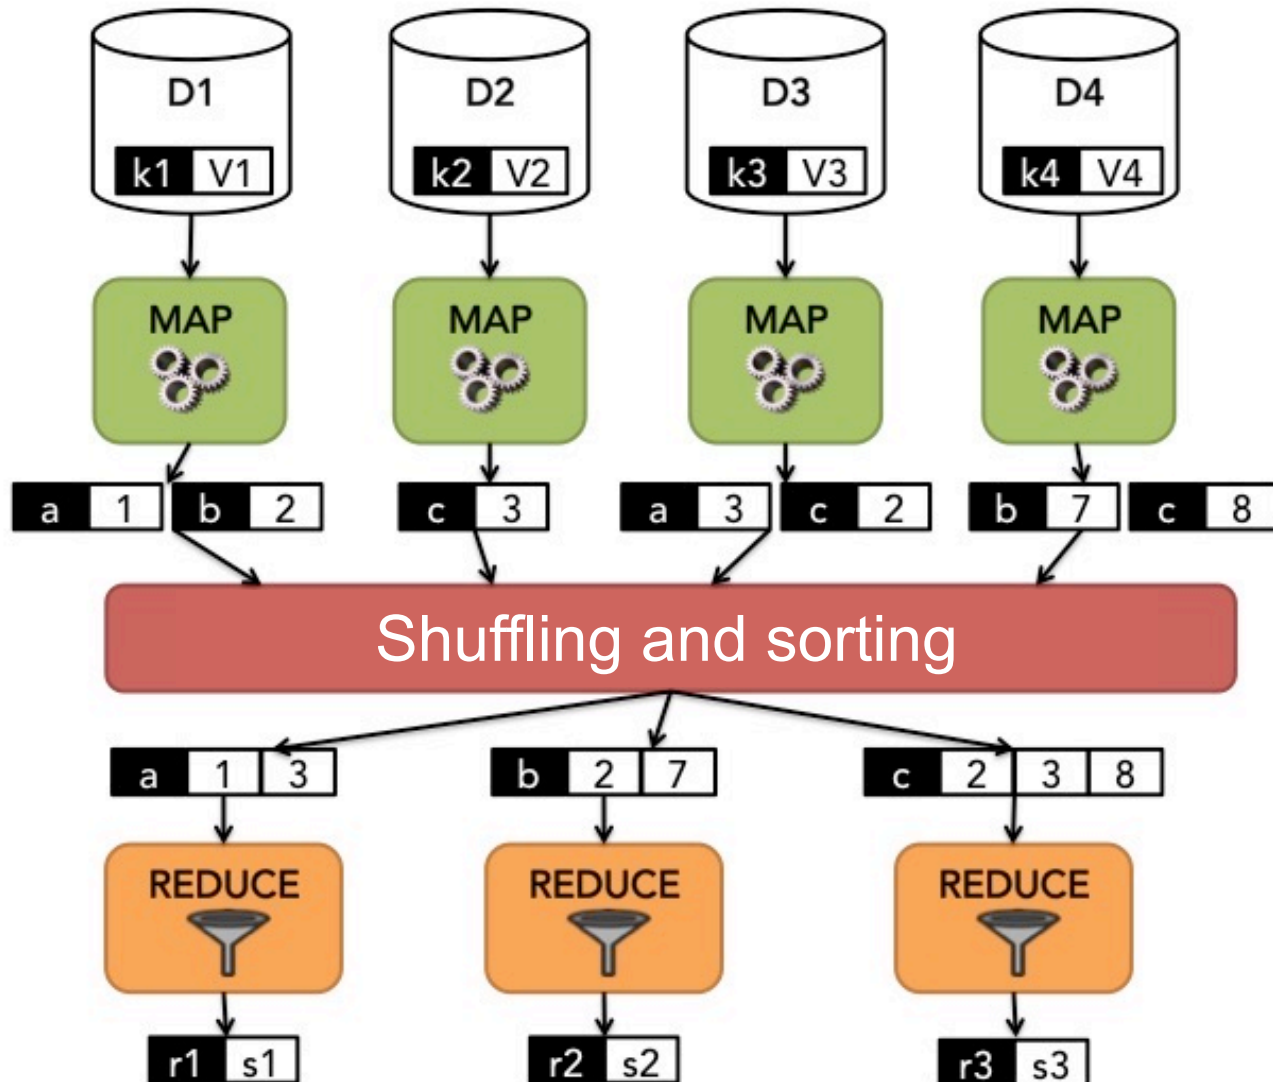 D1 D2 D3 D4
k1 V1 k2 V2 k3 V3 k4 V4
MAP MAP MAP MAP
a 1 b 2 c 3 a 3 c 2 b 7 c 8
Shuffling and sorting
a 1 3 b 2 7 c 2 3 8
REDUCE REDUCE REDUCE
r1 s1 r2 s2 r3 s3